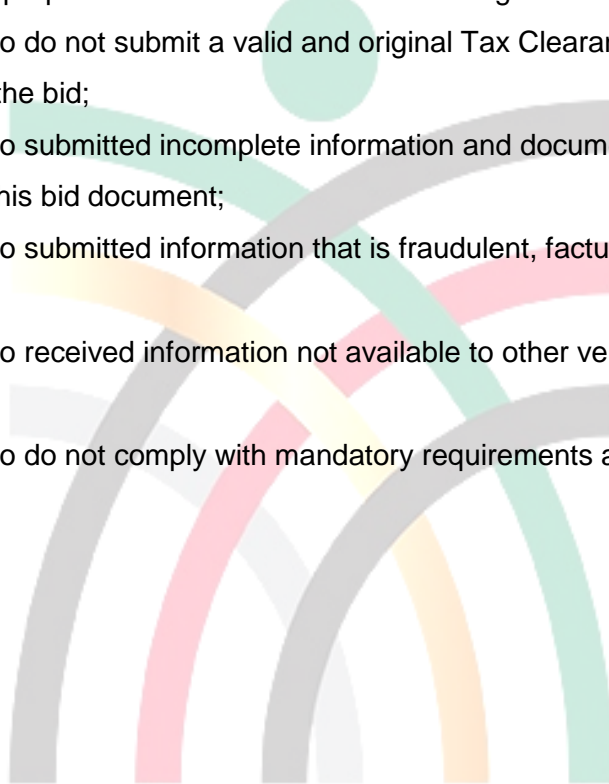 o do not submit a valid and original Tax Clearan
the bid;
o submitted incomplete information and docum
his bid document;
o submitted information that is fraudulent, factu
o received information not available to other ve
o do not comply with mandatory requirements a